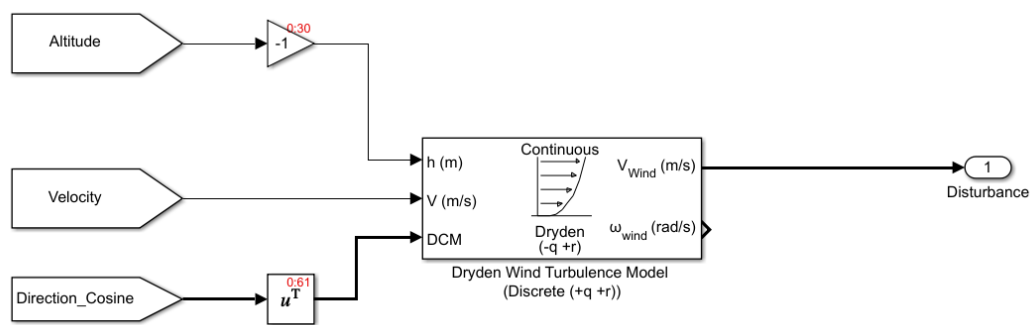 Altitude
0:30
-1
Velocity
Direction_Cosine
0:61
u^T
h (m)
V (m/s)
DCM
Continuous
Dryden
(-q +r)
V_Wind (m/s)
ω_wind (rad/s)
Dryden Wind Turbulence Model
(Discrete (+q +r))
1
Disturbance